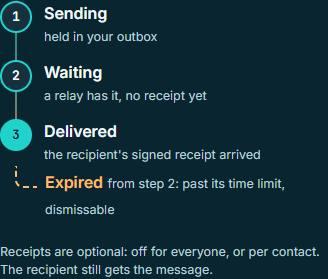 1 Sending
held in your outbox
2 Waiting
a relay has it, no receipt yet
3 Delivered
the recipient's signed receipt arrived
Expired from step 2: past its time limit,
dismissable
Receipts are optional: off for everyone, or per contact.
The recipient still gets the message.